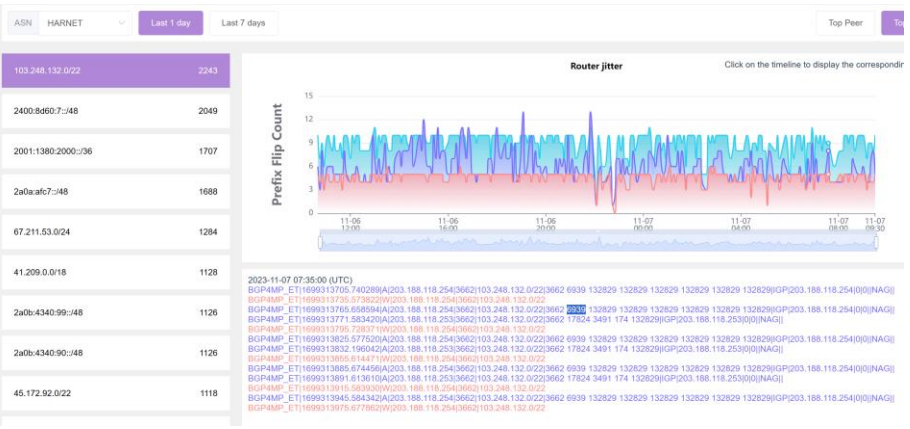 ASN HARNET Last 1 day Last 7 days Top Peer
103.248.132.0/22 2243
2400:8d60:7::/48 2049
2001:1380:2000::/36 1707
2a0a:afc7::/48 1688
67.211.53.0/24 1284
41.209.0.0/18 1128
2a0b:4340:99::/48 1126
2a0b:4340:90::/48 1126
45.172.92.0/22 1118
Router jitter
Click on the timeline to display the
Prefix Flip Count
15
12
9
6
3
0
11-06 12:00
11-06 16:00
11-06 20:00
11-07 00:00
11-07 04:00
11-07 08:00
11-07 09:30
2023-11-07 07:35:00 (UTC)
BGP4MP_ET|1699313705.740289|A|203.188.118.254|3662|103.248.132.0/22|3662 6939 132829 132829 132829 132829 132829 132829 132829|IGP|203.188.118.254|0|0||NAG||
BGP4MP_ET|1699313735.573822|W|203.188.118.254|3662|103.248.132.0/22
BGP4MP_ET|1699313765.658594|A|203.188.118.254|3662|103.248.132.0/22|3662 6939 132829 132829 132829 132829 132829 132829 132829|IGP|203.188.118.254|0|0||NAG||
BGP4MP_ET|1699313771.583420|A|203.188.118.253|3662|103.248.132.0/22|3662 17824 3491 174 132829|IGP|203.188.118.253|0|0||NAG||
BGP4MP_ET|1699313795.728371|W|203.188.118.254|3662|103.248.132.0/22
BGP4MP_ET|1699313825.577520|A|203.188.118.254|3662|103.248.132.0/22|3662 6939 132829 132829 132829 132829 132829 132829 132829|IGP|203.188.118.254|0|0||NAG||
BGP4MP_ET|1699313832.196042|A|203.188.118.253|3662|103.248.132.0/22|3662 17824 3491 174 132829|IGP|203.188.118.253|0|0||NAG||
BGP4MP_ET|1699313855.614471|W|203.188.118.254|3662|103.248.132.0/22
BGP4MP_ET|1699313885.674456|A|203.188.118.254|3662|103.248.132.0/22|3662 6939 132829 132829 132829 132829 132829 132829 132829|IGP|203.188.118.254|0|0||NAG||
BGP4MP_ET|1699313891.613610|A|203.188.118.253|3662|103.248.132.0/22|3662 17824 3491 174 132829|IGP|203.188.118.253|0|0||NAG||
BGP4MP_ET|1699313915.583930|W|203.188.118.254|3662|103.248.132.0/22
BGP4MP_ET|1699313945.584342|A|203.188.118.254|3662|103.248.132.0/22|3662 6939 132829 132829 132829 132829 132829 132829 132829|IGP|203.188.118.254|0|0||NAG||
BGP4MP_ET|1699313975.677862|W|203.188.118.254|3662|103.248.132.0/22